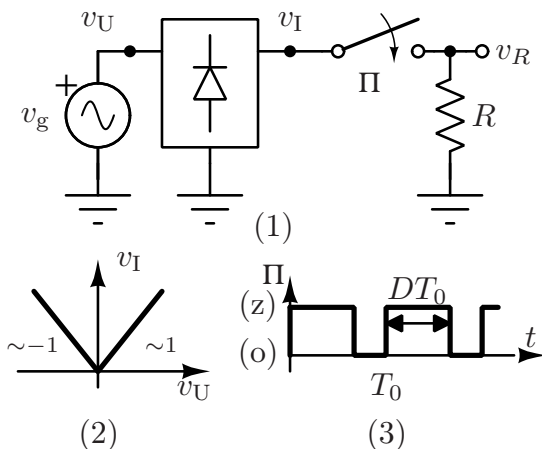 v_U v_I v_R
+
v_g Π R
(1)
v_I Π
(z) DT_0
~-1 ~1 (o) t
v_U T_0
(2) (3)